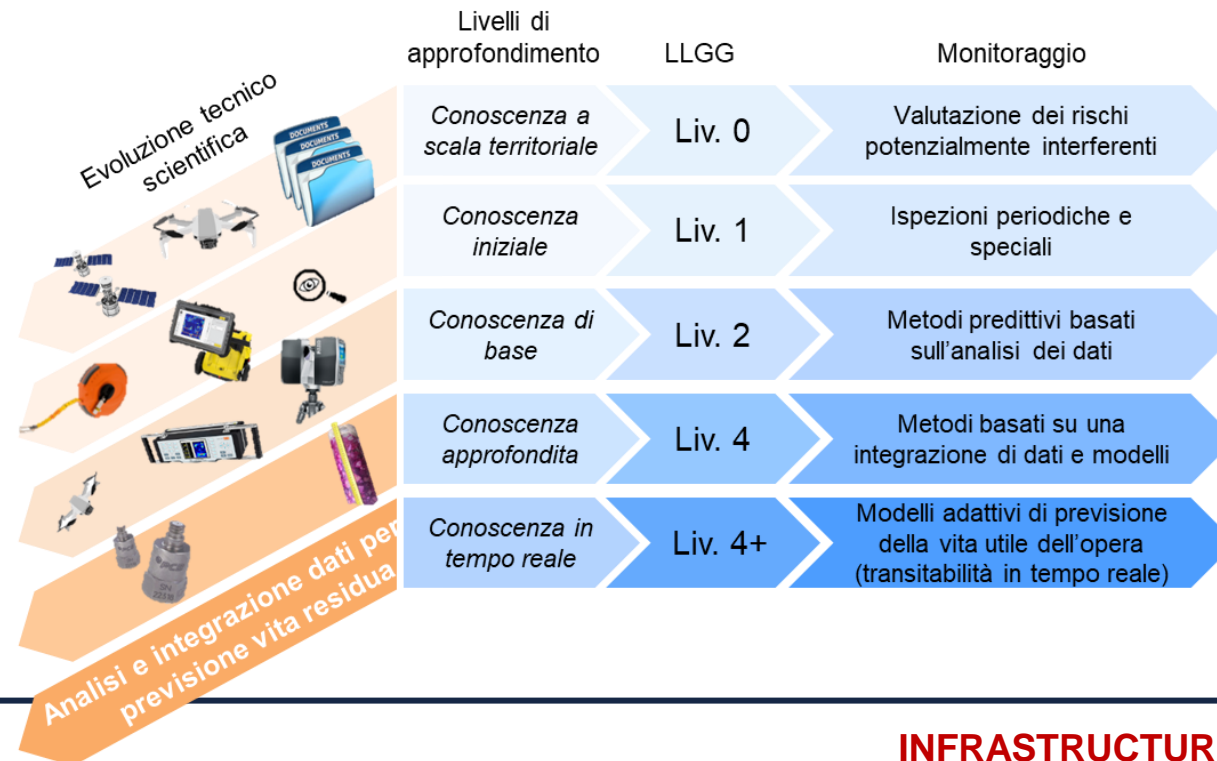 Livelli di
approfondimento
LLGG
Monitoraggio
Evoluzione tecnico
scientifica
DOCUMENTS
DOCUMENTS
DOCUMENTS
Conoscenza a
scala territoriale
Liv. 0
Valutazione dei rischi
potenzialmente interferenti
Conoscenza
iniziale
Liv. 1
Ispezioni periodiche e
speciali
Conoscenza di
base
Liv. 2
Metodi predittivi basati
sull'analisi dei dati
Conoscenza
approfondita
Liv. 4
Metodi basati su una
integrazione di dati e modelli
Conoscenza in
tempo reale
Liv. 4+
Modelli adattivi di previsione
della vita utile dell'opera
(transitabilità in tempo reale)
Analisi e integrazione dati per
previsione vita residua
INFRASTRUCTUR